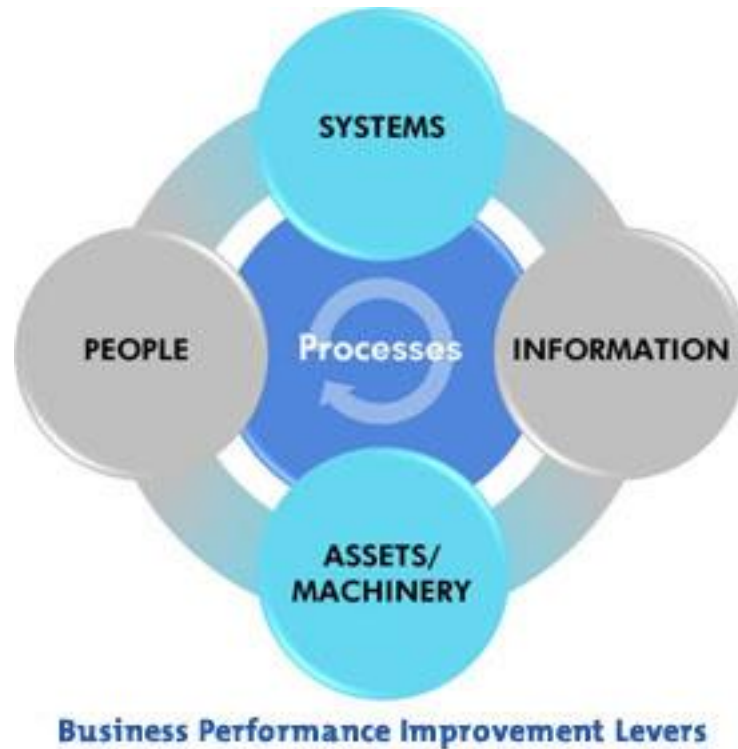 SYSTEMS
PEOPLE
Processes
INFORMATION
ASSETS/
MACHINERY
Business Performance Improvement Levers